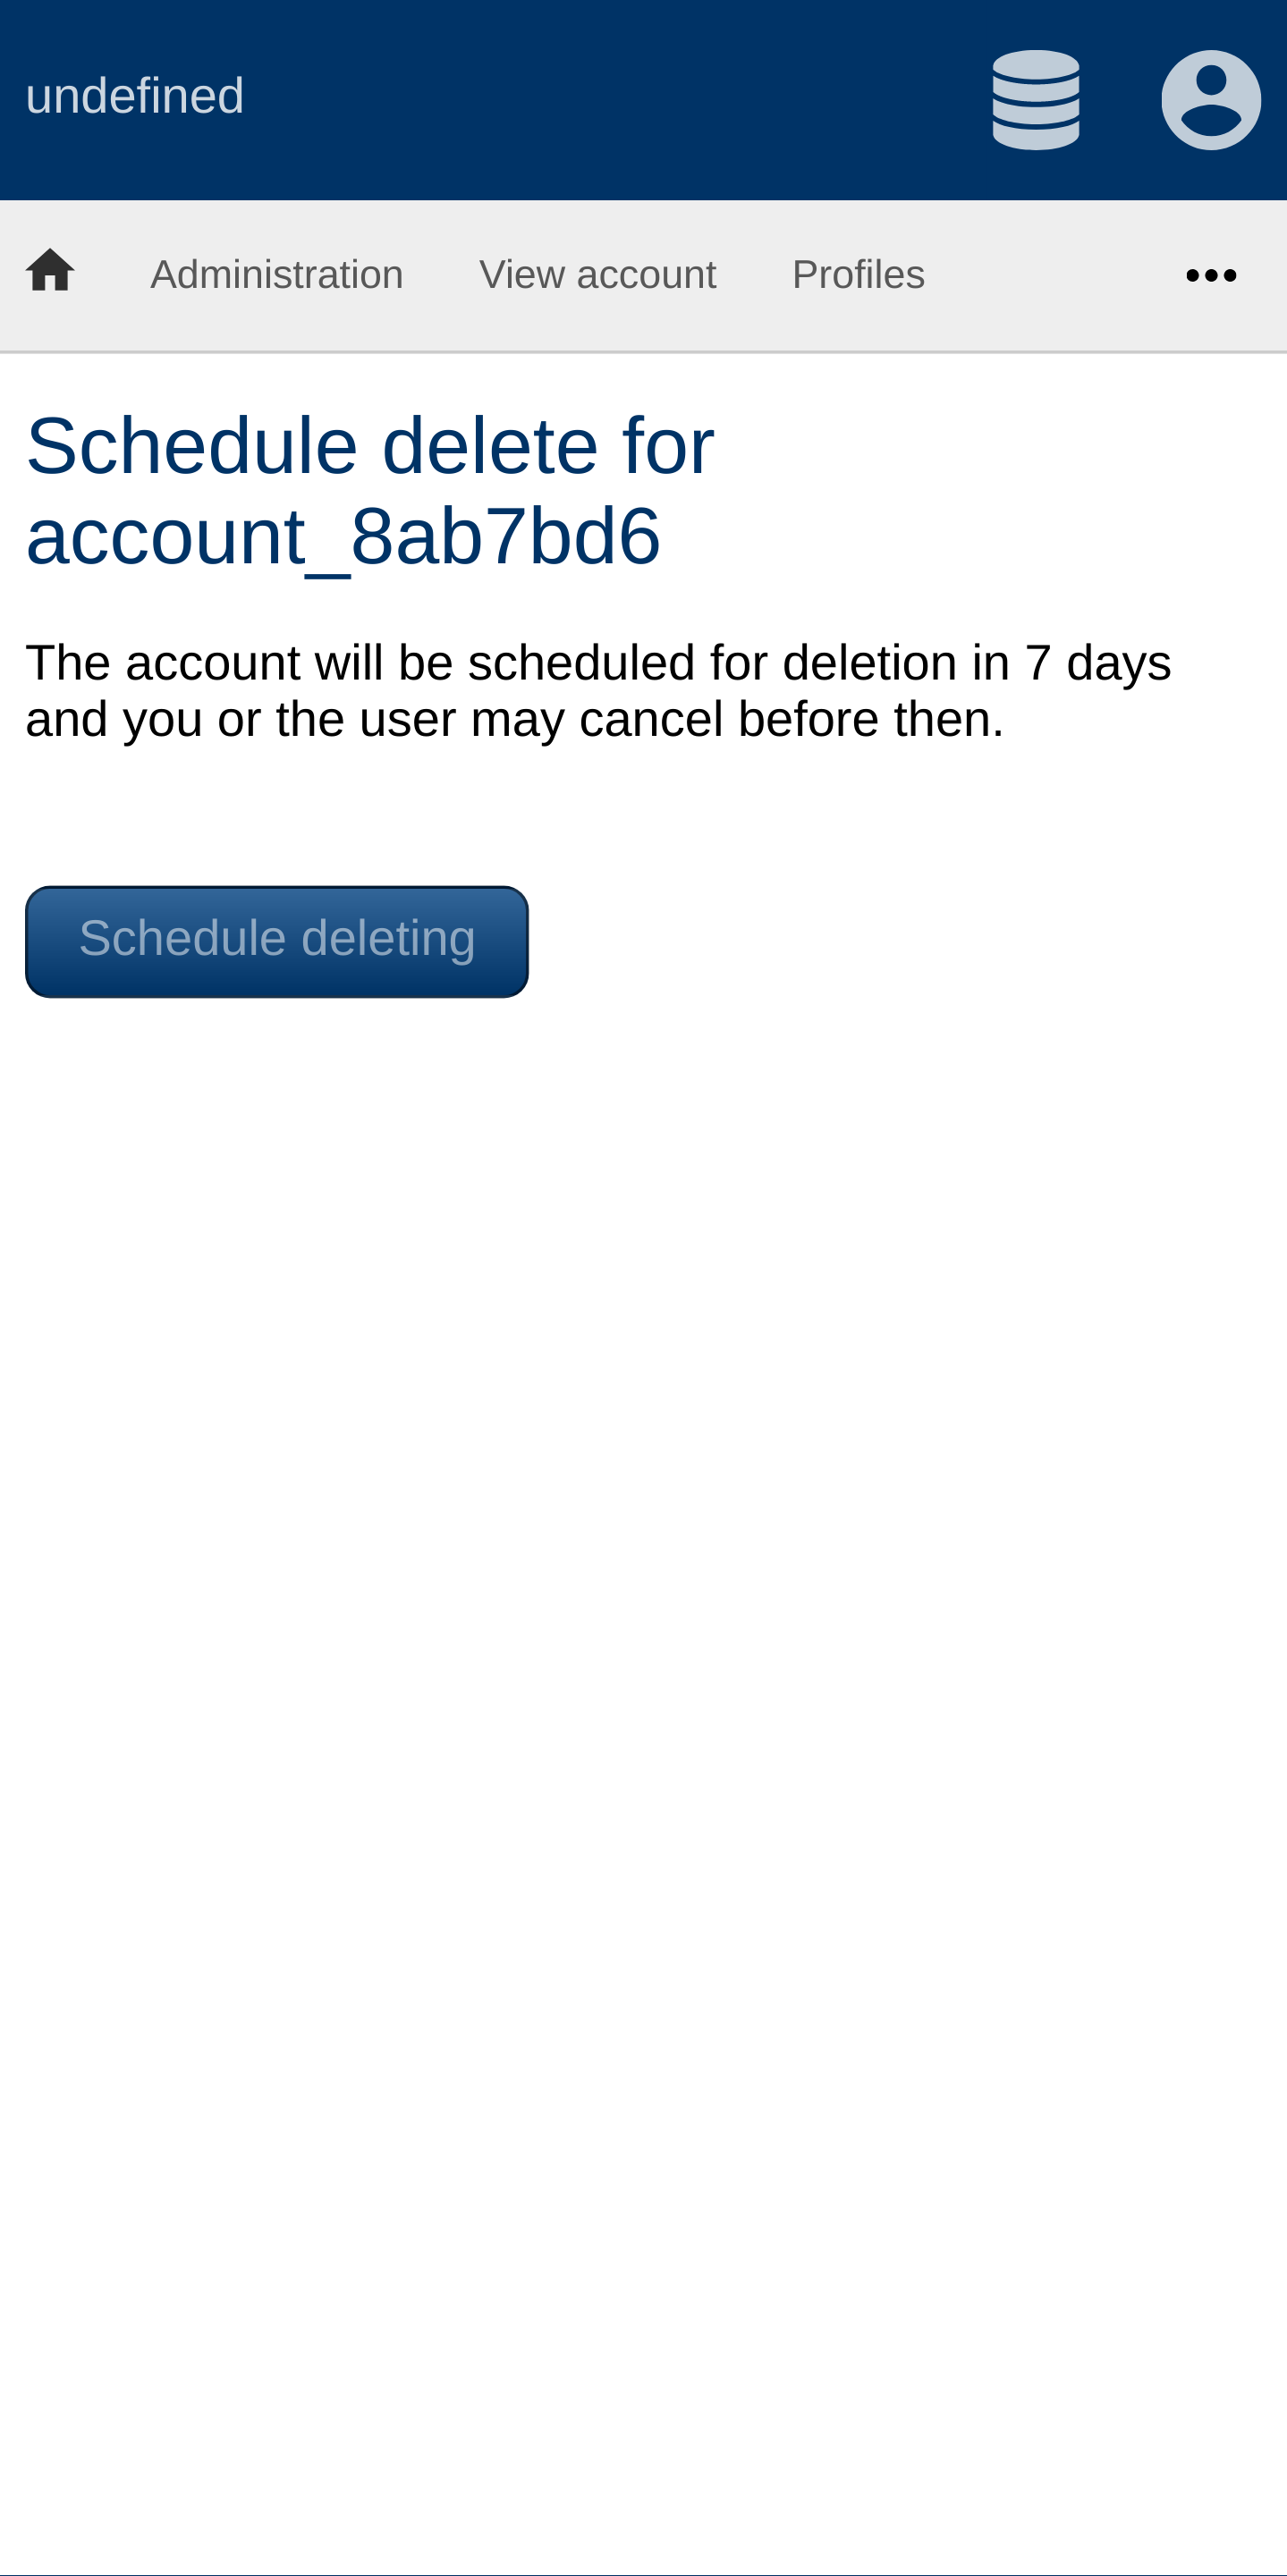 undefined
Administration View account Profiles
Schedule delete for
account_8ab7bd6
The account will be scheduled for deletion in 7 days
and you or the user may cancel before then.
Schedule deleting